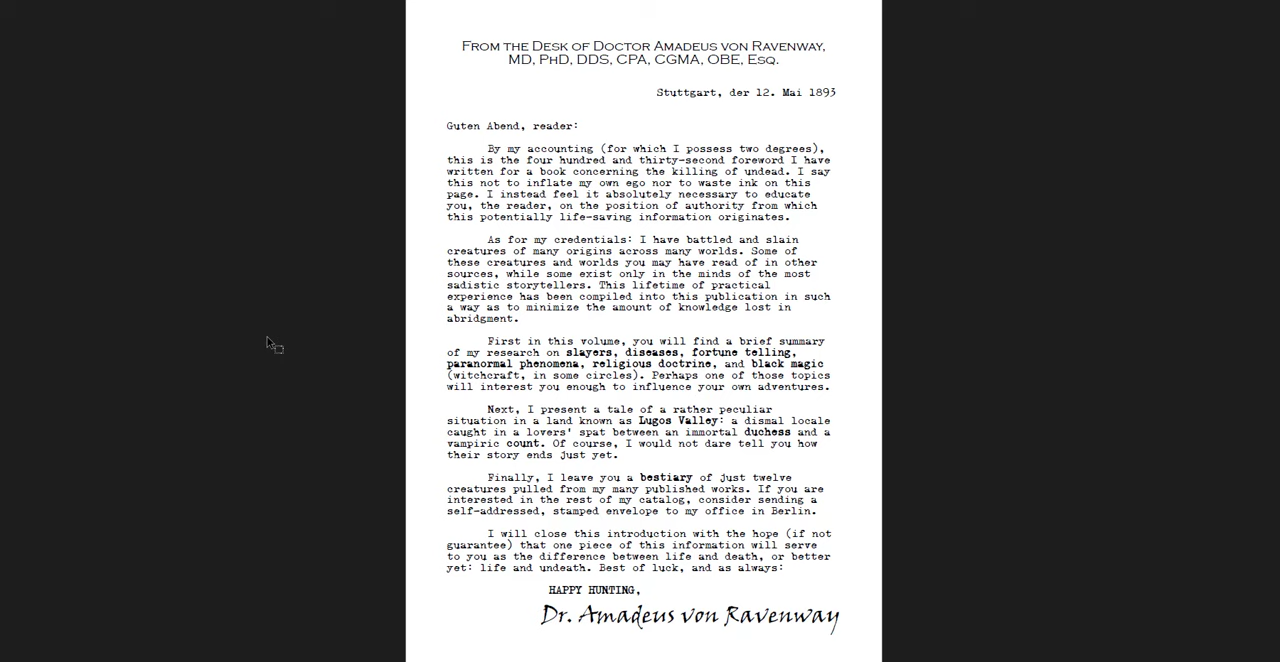 From the Desk of Doctor Amadeus von Ravenway,
MD, PhD, DDS, CPA, CGMA, OBE, Esq.
Stuttgart, der 12. Mai 1893
Guten Abend, reader:
By my accounting (for which I possess two degrees),
this is the four hundred and thirty-second foreword I have
written for a book concerning the killing of undead. I say
this not to inflate my own ego nor to waste ink on this
page. I instead feel it absolutely necessary to educate
you, the reader, on the position of authority from which
this potentially life-saving information originates.
As for my credentials: I have battled and slain
creatures of many origins across many worlds. Some of
these creatures and worlds you may have read of in other
sources, while some exist only in the minds of the most
sadistic storytellers. This lifetime of practical
experience has been compiled into this publication in such
a way as to minimize the amount of knowledge lost in
abridgment.
First in this volume, you will find a brief summary
of my research on slayers, diseases, fortune telling,
paranormal phenomena, religious doctrine, and black magic
(witchcraft, in some circles). Perhaps one of those topics
will interest you enough to influence your own adventures.
Next, I present a tale of a rather peculiar
situation in a land known as Lugos Valley: a dismal locale
caught in a lovers' spat between an immortal duchess and a
vampiric count. Of course, I would not dare tell you how
their story ends just yet.
Finally, I leave you a bestiary of just twelve
creatures pulled from my many published works. If you are
interested in the rest of my catalog, consider sending a
self-addressed, stamped envelope to my office in Berlin.
I will close this introduction with the hope (if not
guarantee) that one piece of this information will serve
to you as the difference between life and death, or better
yet: life and undeath. Best of luck, and as always:
HAPPY HUNTING,
Dr. Amadeus von Ravenway